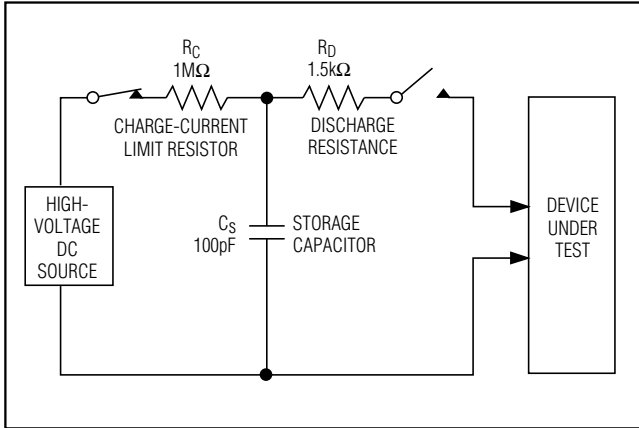 R_C
1MΩ
CHARGE-CURRENT
LIMIT RESISTOR
R_D
1.5kΩ
DISCHARGE
RESISTANCE
HIGH-
VOLTAGE
DC
SOURCE
C_S
100pF
STORAGE
CAPACITOR
DEVICE
UNDER
TEST